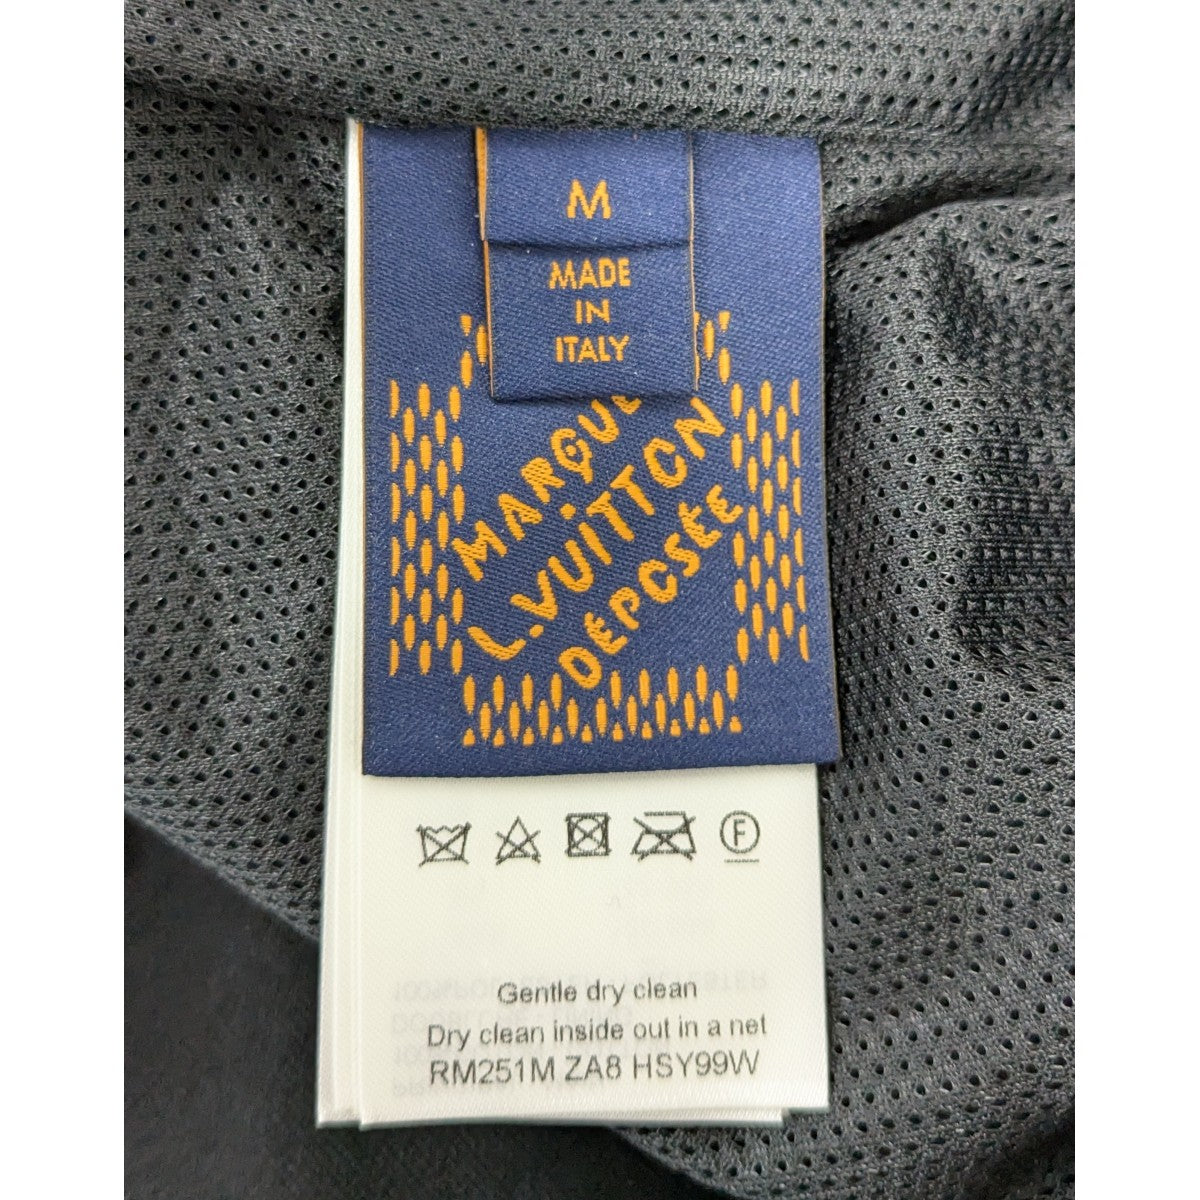 M
MADE
IN
ITALY
MARQUE
L.VUITTON
DÉPOSÉE
F
Gentle dry clean
Dry clean inside out in a net
RM251M ZA8 HSY99W